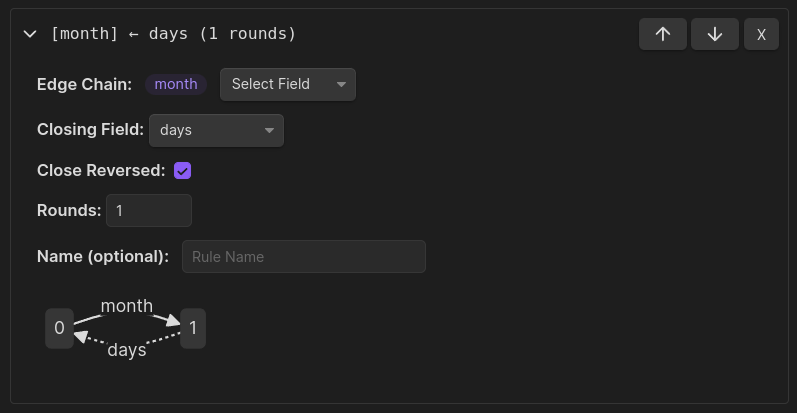 [month] ← days (1 rounds)
X
Edge Chain: month Select Field
Closing Field: days
Close Reversed:
Rounds: 1
Name (optional): Rule Name
month
0 1
days